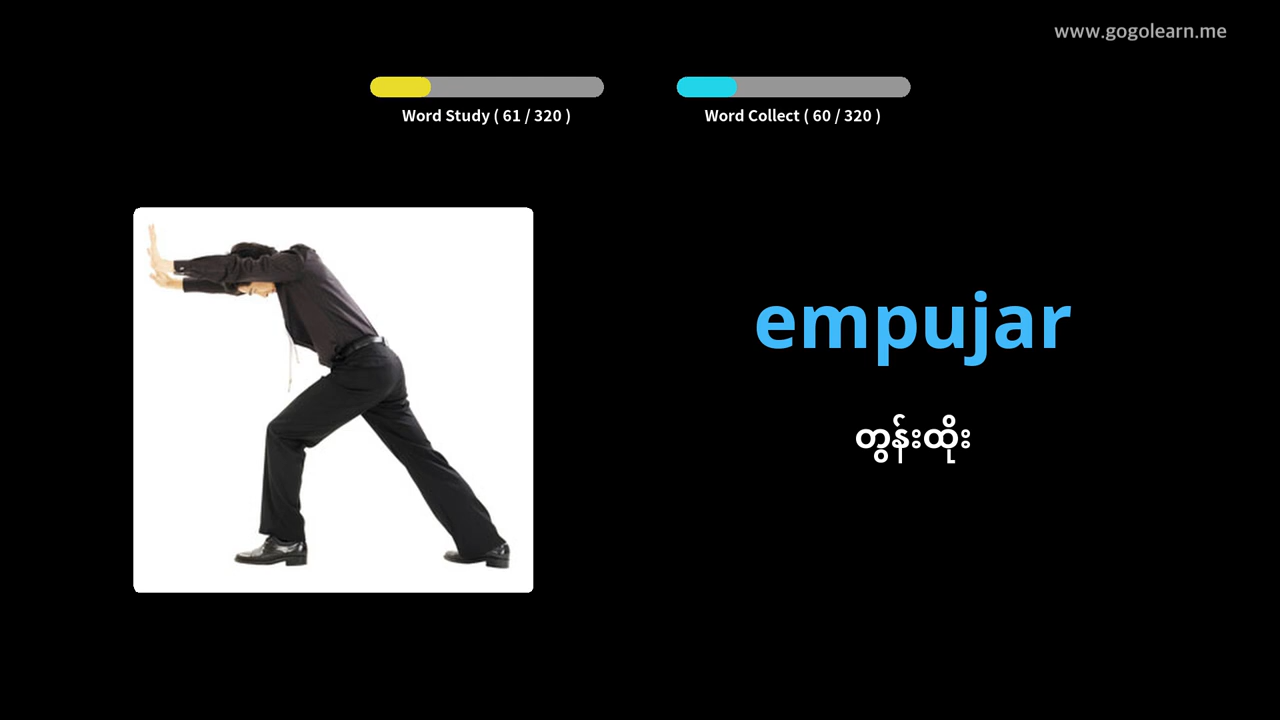 www.gogolearn.me
Word Study ( 61 / 320 )
Word Collect ( 60 / 320 )
empujar
တွန်းထိုး